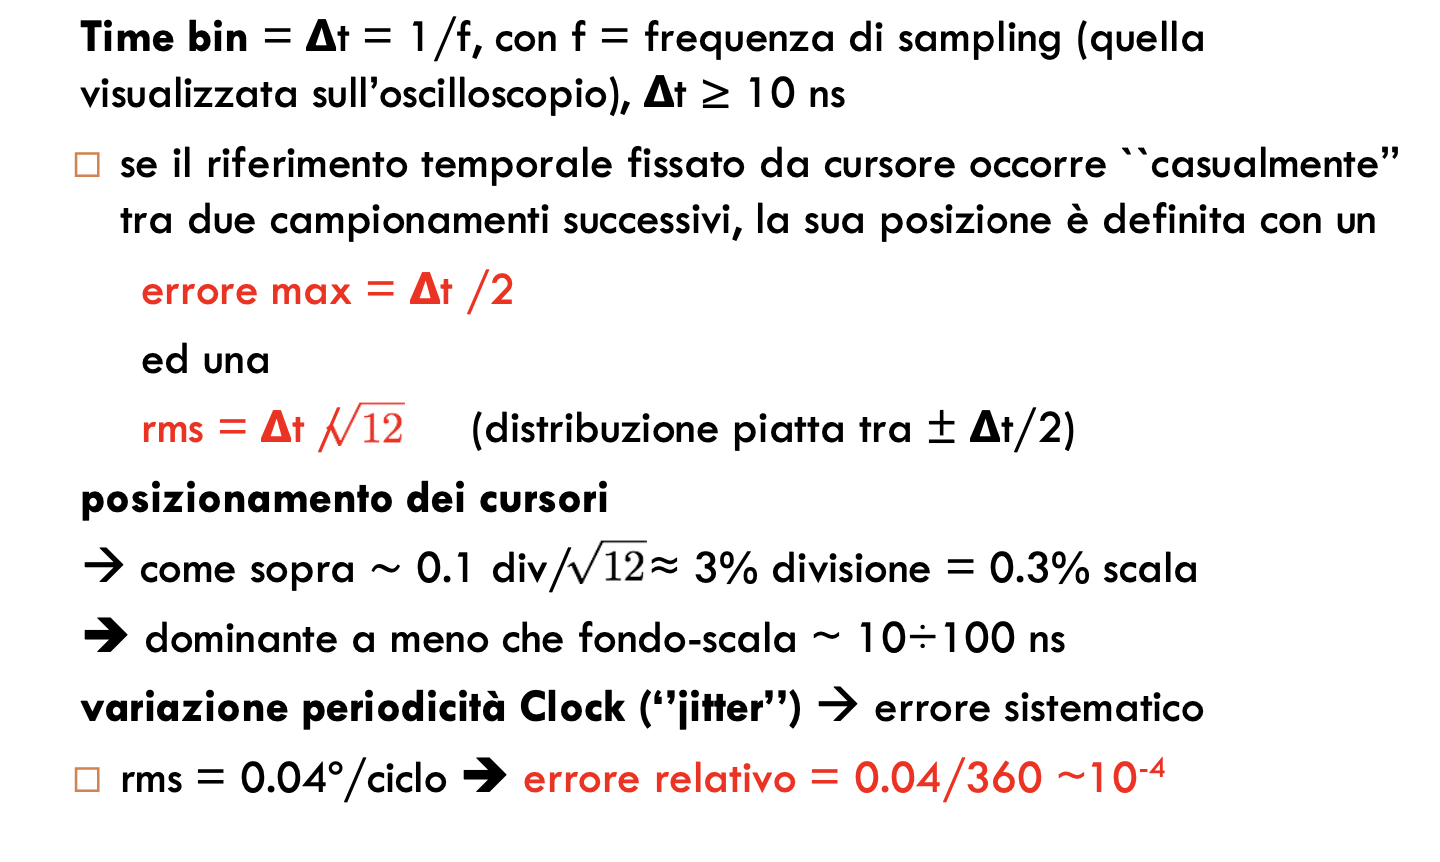 Time bin = Δt = 1/f, con f = frequenza di sampling (quella
visualizzata sull’oscilloscopio), Δt ≥ 10 ns
□ se il riferimento temporale fissato da cursore occorre ``casualmente”
tra due campionamenti successivi, la sua posizione è definita con un
errore max = Δt /2
ed una
rms = Δt /√12 (distribuzione piatta tra ± Δt/2)
posizionamento dei cursori
→ come sopra ~ 0.1 div/√12≈ 3% divisione = 0.3% scala
➔ dominante a meno che fondo-scala ~ 10÷100 ns
variazione periodicità Clock (‘’jitter’’) → errore sistematico
□ rms = 0.04°/ciclo ➔ errore relativo = 0.04/360 ~10⁻⁴